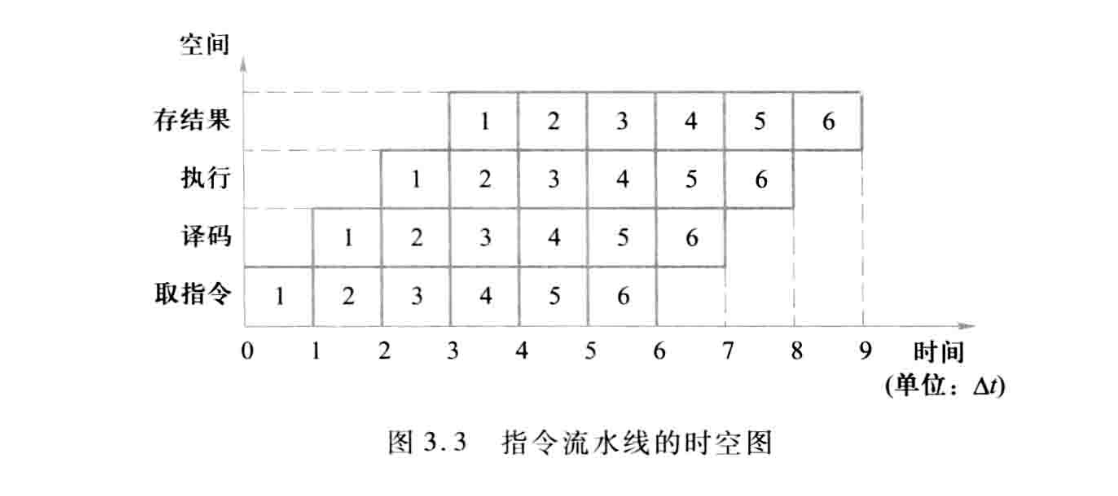 空间
存结果 1 2 3 4 5 6
执行 1 2 3 4 5 6
译码 1 2 3 4 5 6
取指令 1 2 3 4 5 6
0 1 2 3 4 5 6 7 8 9 时间
(单位：Δt)
图 3.3 指令流水线的时空图